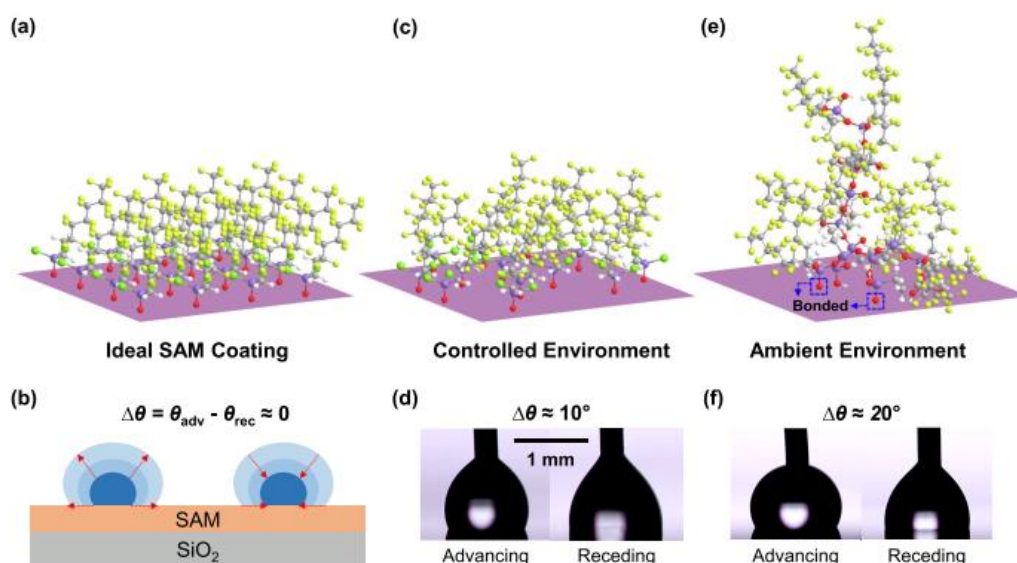 (a)
(c)
(e)
Bonded
Ideal SAM Coating
Controlled Environment
Ambient Environment
(b)
Δθ = θadv - θrec ≈ 0
SAM
SiO2
(d)
Δθ ≈ 10°
1 mm
Advancing
Receding
(f)
Δθ ≈ 20°
Advancing
Receding